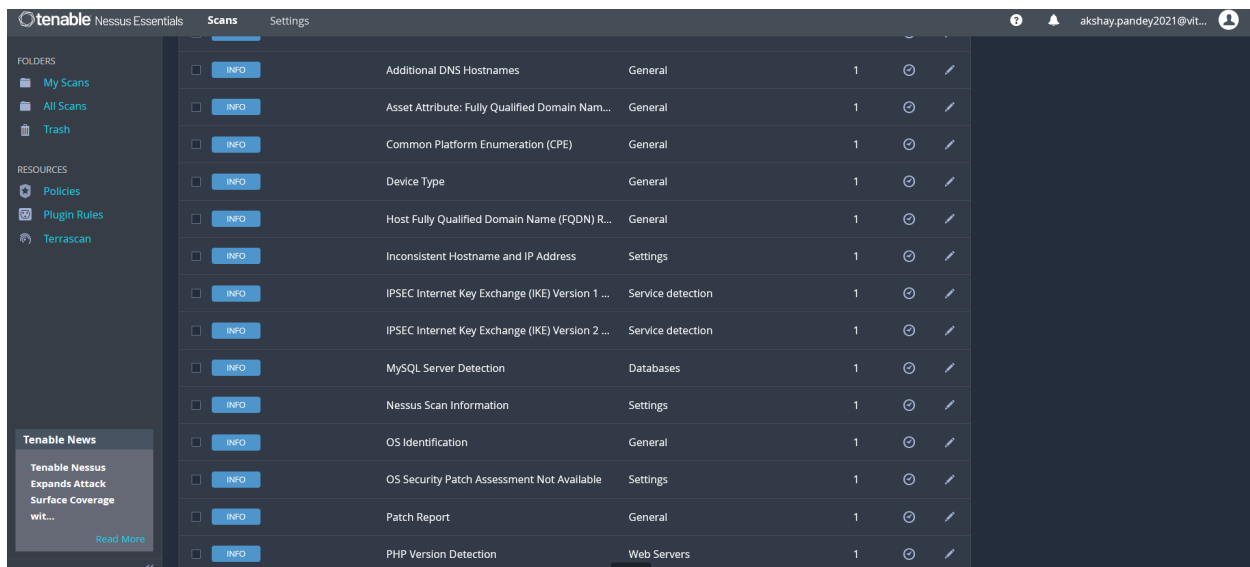 tenable Nessus Essentials Scans Settings akshay.pandey2021@vit...
FOLDERS
My Scans
All Scans
Trash
RESOURCES
Policies
Plugin Rules
Terrascan
Tenable News
Tenable Nessus
Expands Attack
Surface Coverage
wit...
Read More
INFO Additional DNS Hostnames General 1
INFO Asset Attribute: Fully Qualified Domain Nam... General 1
INFO Common Platform Enumeration (CPE) General 1
INFO Device Type General 1
INFO Host Fully Qualified Domain Name (FQDN) R... General 1
INFO Inconsistent Hostname and IP Address Settings 1
INFO IPSEC Internet Key Exchange (IKE) Version 1 ... Service detection 1
INFO IPSEC Internet Key Exchange (IKE) Version 2 ... Service detection 1
INFO MySQL Server Detection Databases 1
INFO Nessus Scan Information Settings 1
INFO OS Identification General 1
INFO OS Security Patch Assessment Not Available Settings 1
INFO Patch Report General 1
INFO PHP Version Detection Web Servers 1